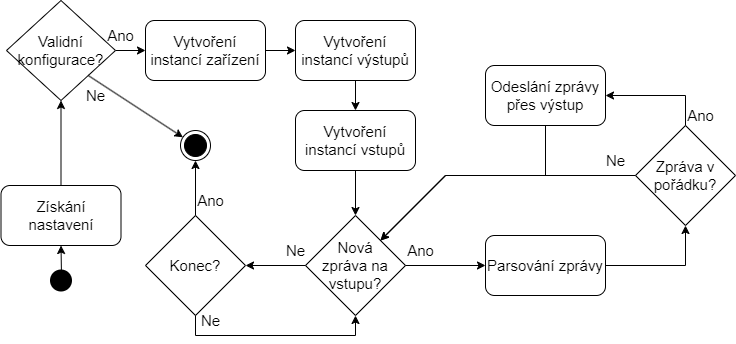 Validní
konfigurace?
Ano
Vytvoření
instancí zařízení
Vytvoření
instancí výstupů
Ne
Vytvoření
instancí vstupů
Odeslání zprávy
přes výstup
Ano
Ne
Zpráva v
pořádku?
Získání
nastavení
Ano
Konec?
Ne
Nová
zpráva na
vstupu?
Ano
Parsování zprávy
Ne